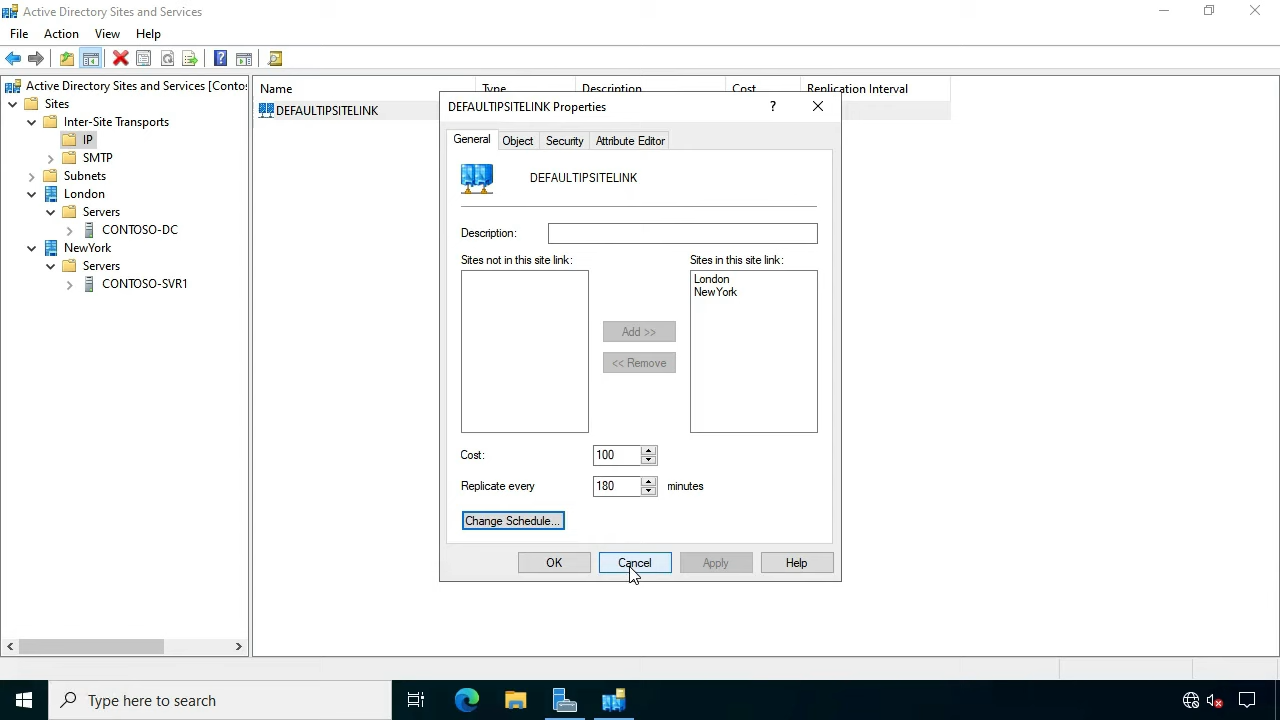 Active Directory Sites and Services
File Action View Help
Active Directory Sites and Services [Conto
Sites
Inter-Site Transports
IP
SMTP
Subnets
London
Servers
CONTOSO-DC
NewYork
Servers
CONTOSO-SVR1
Name Type Description Cost Replication Interval
DEFAULTIPSITELINK
DEFAULTIPSITELINK Properties
?
General Object Security Attribute Editor
DEFAULTIPSITELINK
Description:
Sites not in this site link: Sites in this site link:
London
NewYork
Add >>
<< Remove
Cost: 100
Replicate every 180 minutes
Change Schedule...
OK Cancel Apply Help
Type here to search